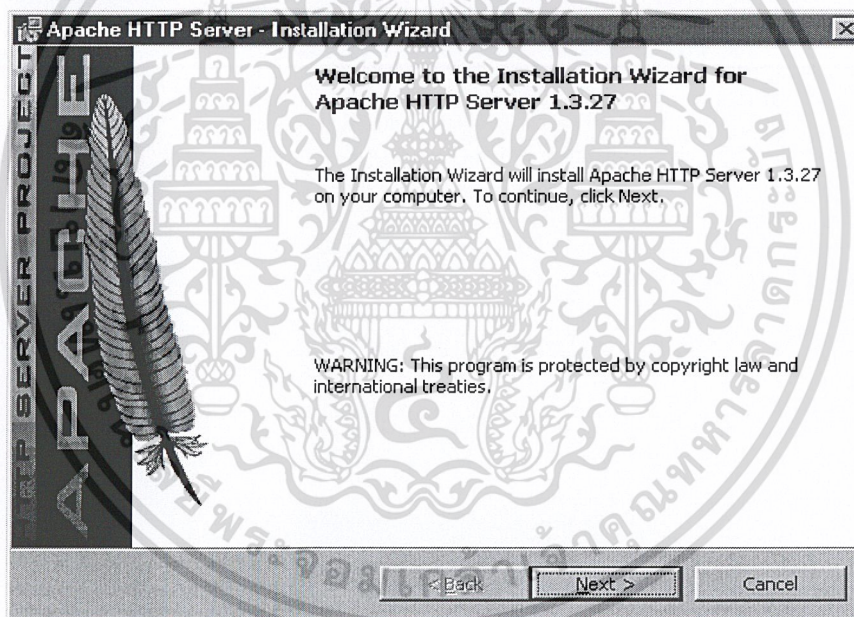 Apache HTTP Server - Installation Wizard
APACHE
SERVER PROJECT
Welcome to the Installation Wizard for
Apache HTTP Server 1.3.27
The Installation Wizard will install Apache HTTP Server 1.3.27
on your computer. To continue, click Next.
WARNING: This program is protected by copyright law and
international treaties.
< Back
Next >
Cancel